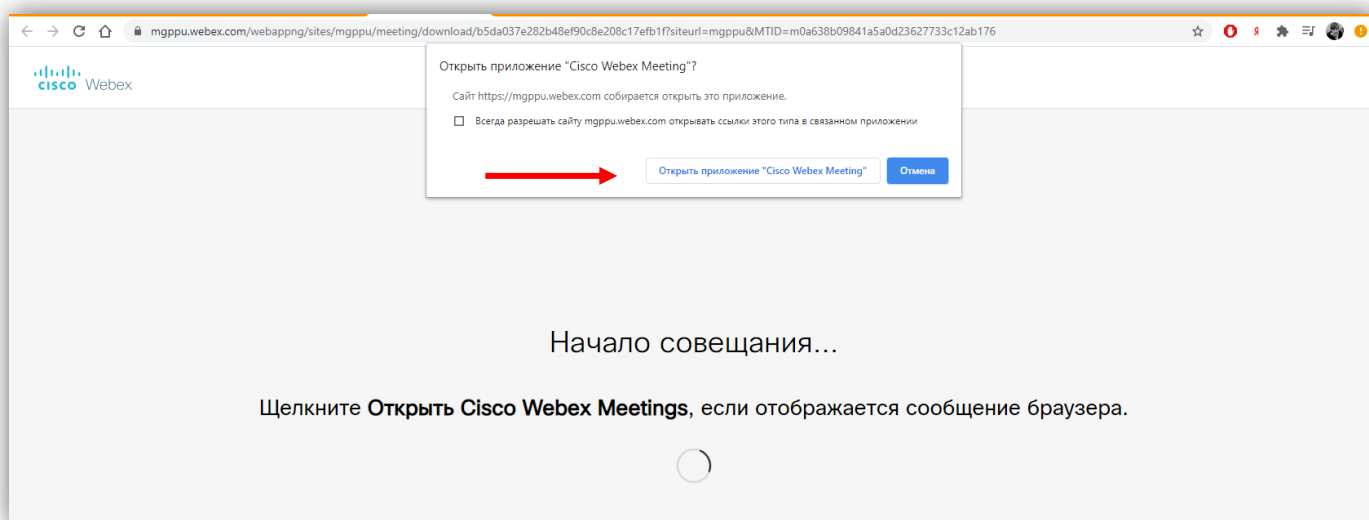 mgppu.webex.com/webappng/sites/mgppu/meeting/download/b5da037e282b48ef90c8e208c17efb1f?siteurl=mgppu&MTID=m0a638b09841a5a0d23627733c12ab176
Я
cisco Webex
Открыть приложение "Cisco Webex Meeting"?
Сайт https://mgppu.webex.com собирается открыть это приложение.
Всегда разрешать сайту mgppu.webex.com открывать ссылки этого типа в связанном приложении
Открыть приложение "Cisco Webex Meeting"
Отмена
Начало совещания...
Щелкните Открыть Cisco Webex Meetings, если отображается сообщение браузера.